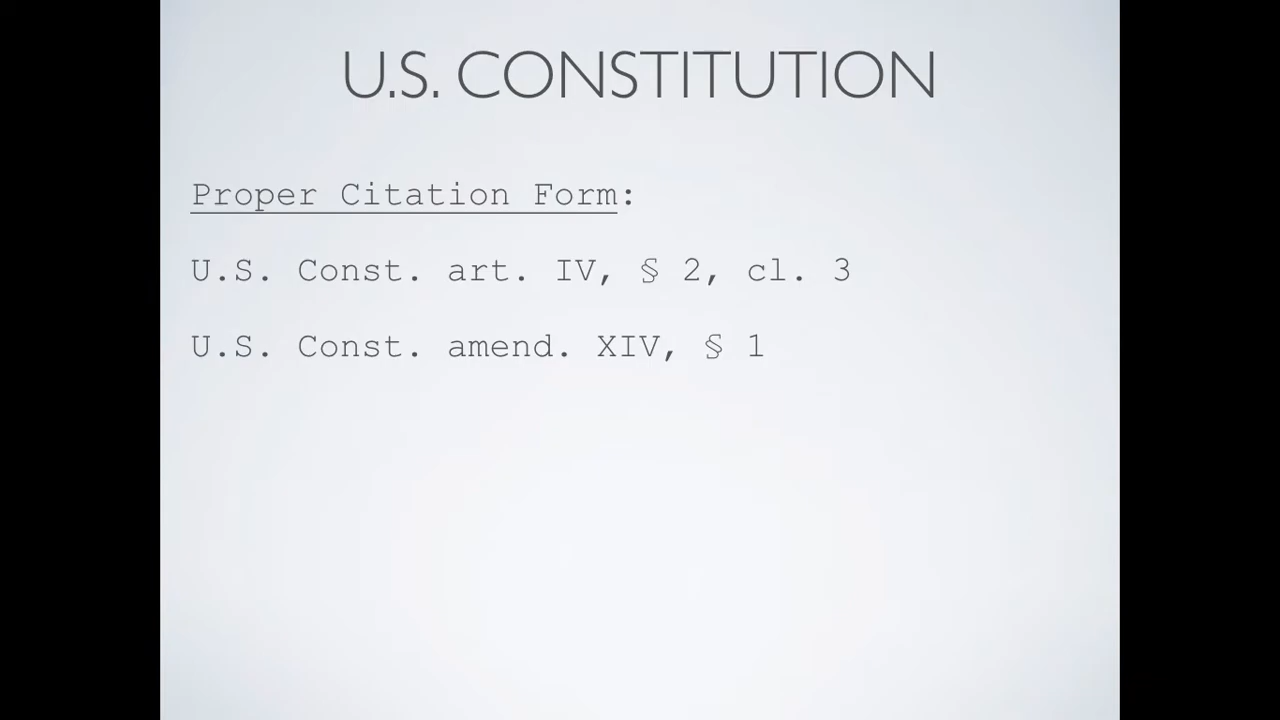 U.S. CONSTITUTION
Proper Citation Form:
U.S. Const. art. IV, § 2, cl. 3
U.S. Const. amend. XIV, § 1